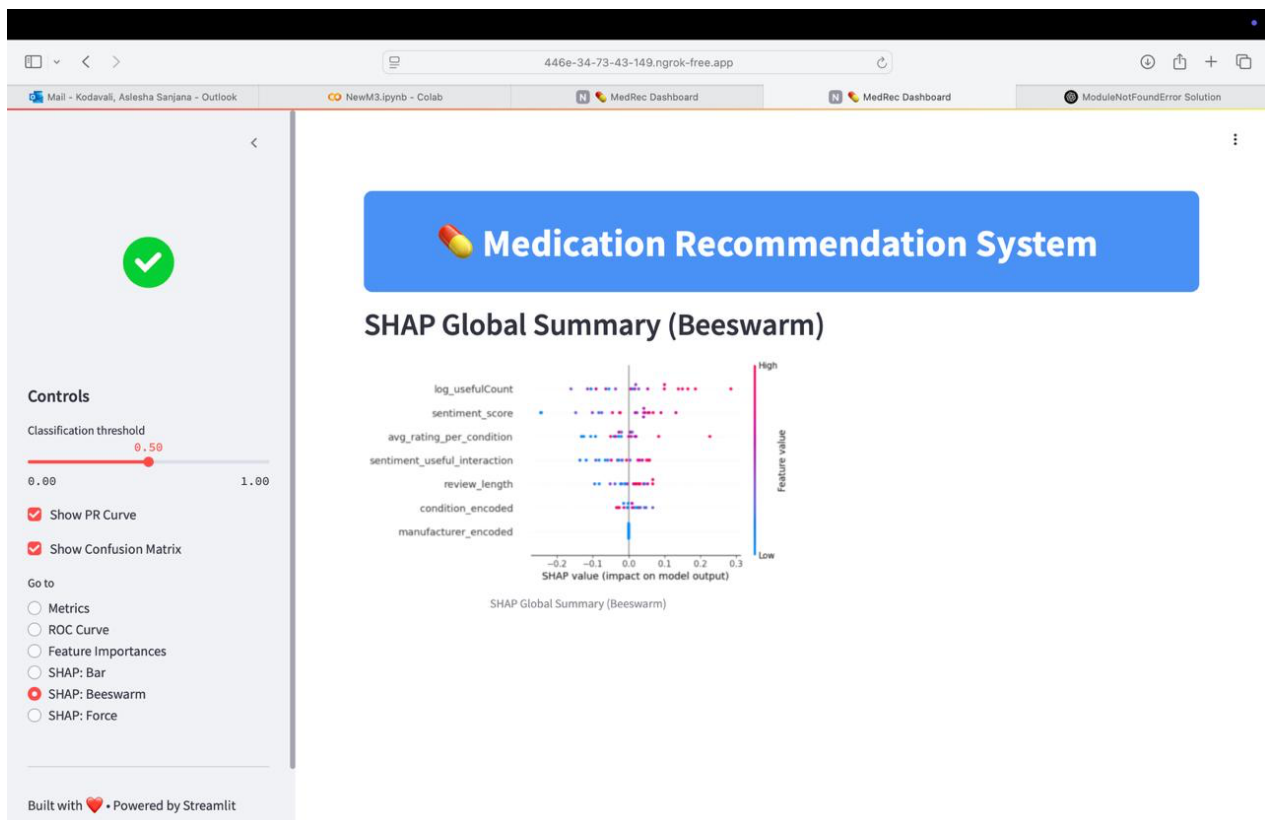 446e-34-73-43-149.ngrok-free.app
Mail - Kodavali, Aslesha Sanjana - Outlook
NewM3.ipynb - Colab
MedRec Dashboard
MedRec Dashboard
ModuleNotFoundError Solution
Controls
Classification threshold
0.50
0.00 1.00
Show PR Curve
Show Confusion Matrix
Go to
Metrics
ROC Curve
Feature Importances
SHAP: Bar
SHAP: Beeswarm
SHAP: Force
Built with ❤️ • Powered by Streamlit
💊 Medication Recommendation System
SHAP Global Summary (Beeswarm)
High
log_usefulCount
sentiment_score
avg_rating_per_condition
sentiment_useful_interaction
review_length
condition_encoded
manufacturer_encoded
Feature value
Low
−0.2 −0.1 0.0 0.1 0.2 0.3
SHAP value (impact on model output)
SHAP Global Summary (Beeswarm)